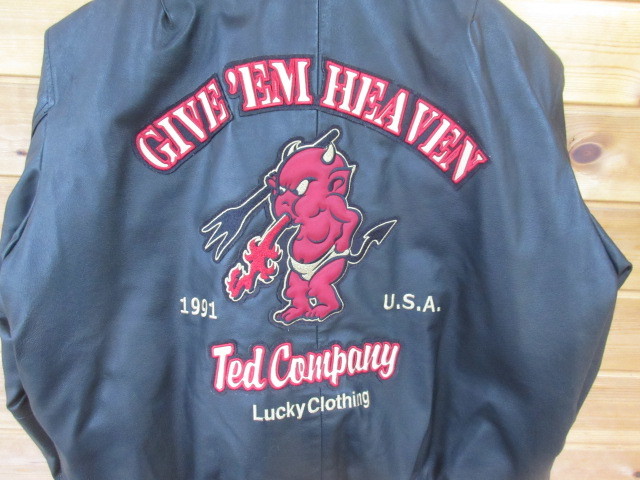 GIVE 'EM HEAVEN
1991 U.S.A.
Ted Company
Lucky Clothing